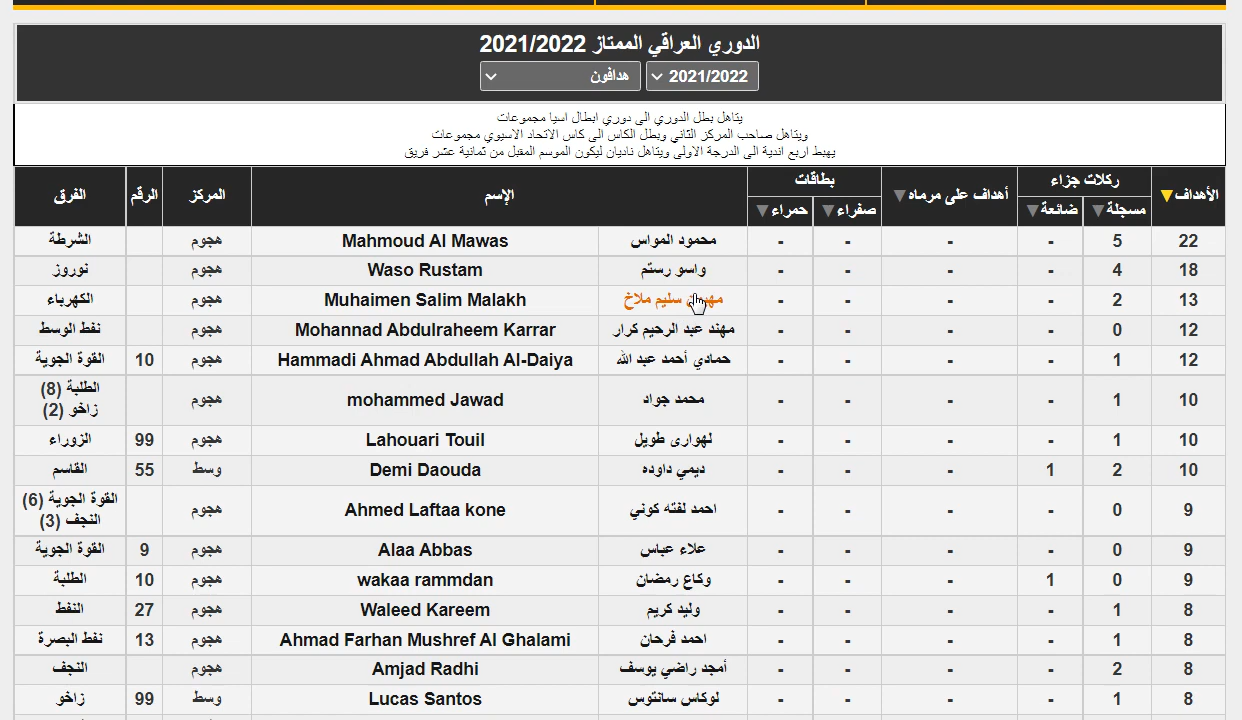 الدوري العراقي الممتاز 2021/2022
2021/2022 هدافون
يتاهل بطل الدوري الى دوري ابطال اسيا مجموعات
ويتاهل صاحب المركز الثاني وبطل الكاس الى كاس الاتحاد الاسيوي مجموعات
يهبط اربع اندية الى الدرجة الاولى ويتاهل ناديان ليكون الموسم المقبل من ثمانية عشر فريق
الأهداف ركلات جزاء أهداف على مرماه بطاقات الإسم المركز الرقم الفرق
مسجلة ضائعة صفراء حمراء
22 5 - - - - محمود المواس Mahmoud Al Mawas هجوم الشرطة
18 4 - - - - واسو رستم Waso Rustam هجوم نوروز
13 2 - - - - سليم ملاخ Muhaimen Salim Malakh هجوم الكهرباء
12 0 - - - - مهند عبد الرحيم كرار Mohannad Abdulraheem Karrar هجوم نفط الوسط
12 1 - - - - حمادي أحمد عبد الله Hammadi Ahmad Abdullah Al-Daiya هجوم 10 القوة الجوية
10 1 - - - - محمد جواد mohammed Jawad هجوم الطلبة (8)
زاخو (2)
10 1 - - - - لهوارى طويل Lahouari Touil هجوم 99 الزوراء
10 2 1 - - - ديمي داوده Demi Daouda وسط 55 القاسم
9 0 - - - - احمد لفته كوني Ahmed Laftaa kone هجوم القوة الجوية (6)
النجف (3)
9 0 - - - - علاء عباس Alaa Abbas هجوم 9 القوة الجوية
9 0 1 - - - وكاع رمضان wakaa rammdan هجوم 10 الطلبة
8 1 - - - - وليد كريم Waleed Kareem هجوم 27 النفط
8 1 - - - - احمد فرحان Ahmad Farhan Mushref Al Ghalami هجوم 13 نفط البصرة
8 2 - - - - أمجد راضي يوسف Amjad Radhi هجوم النجف
8 1 - - - - لوكاس سانتوس Lucas Santos وسط 99 زاخو